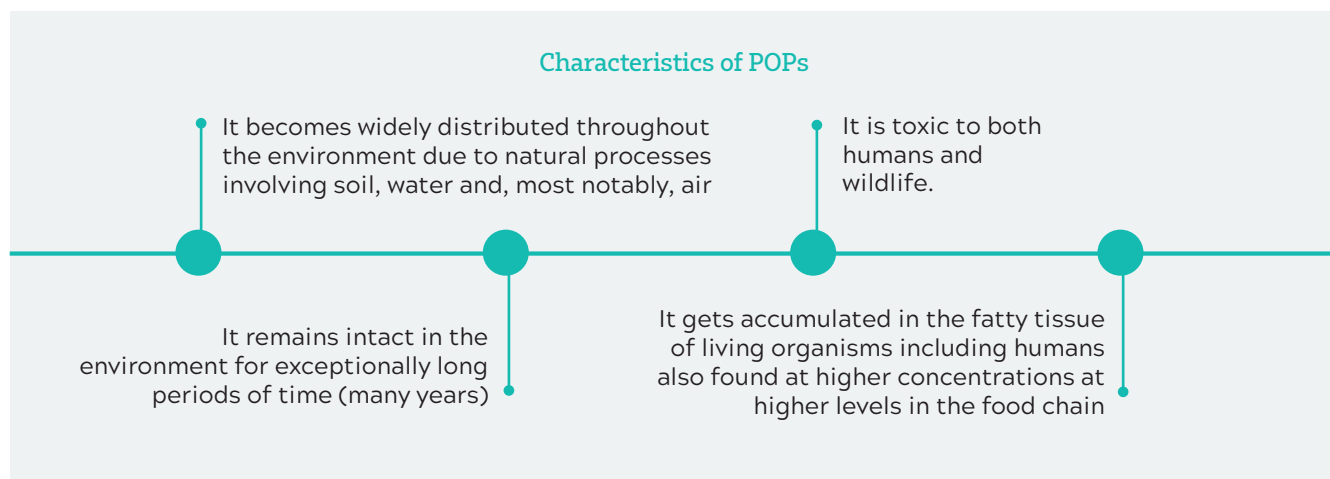 Characteristics of POPs
It becomes widely distributed throughout
the environment due to natural processes
involving soil, water and, most notably, air
It remains intact in the
environment for exceptionally long
periods of time (many years)
It is toxic to both
humans and
wildlife.
It gets accumulated in the fatty tissue
of living organisms including humans
also found at higher concentrations at
higher levels in the food chain